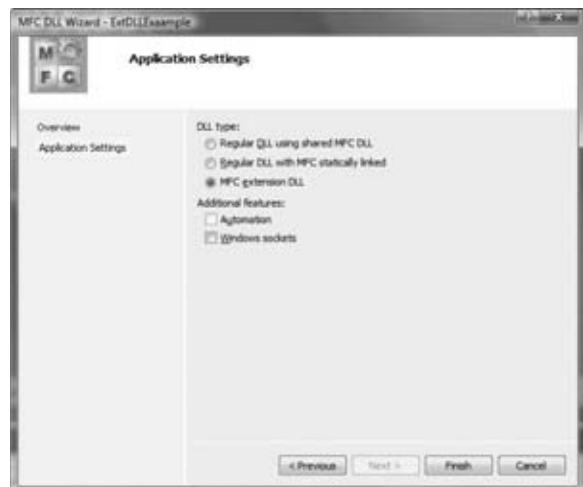 MFC DLL Wizard - ExtDLLExample
M
F C
Application Settings
Overview
Application Settings
DLL type:
Regular DLL using shared MFC DLL
Regular DLL with MFC statically linked
MFC extension DLL
Additional features:
Automation
Windows sockets
< Previous
Next >
Finish
Cancel